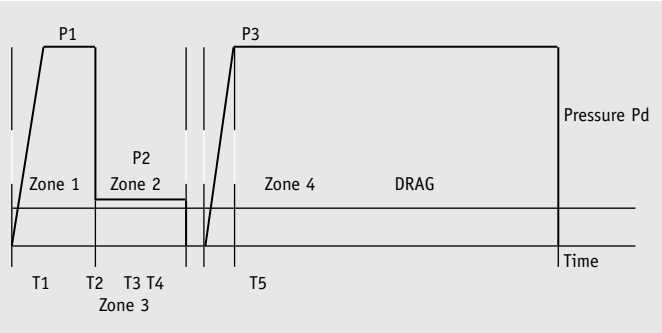 P1
P3
Pressure Pd
P2
Zone 1
Zone 2
Zone 4
DRAG
Time
T1
T2
T3 T4
T5
Zone 3